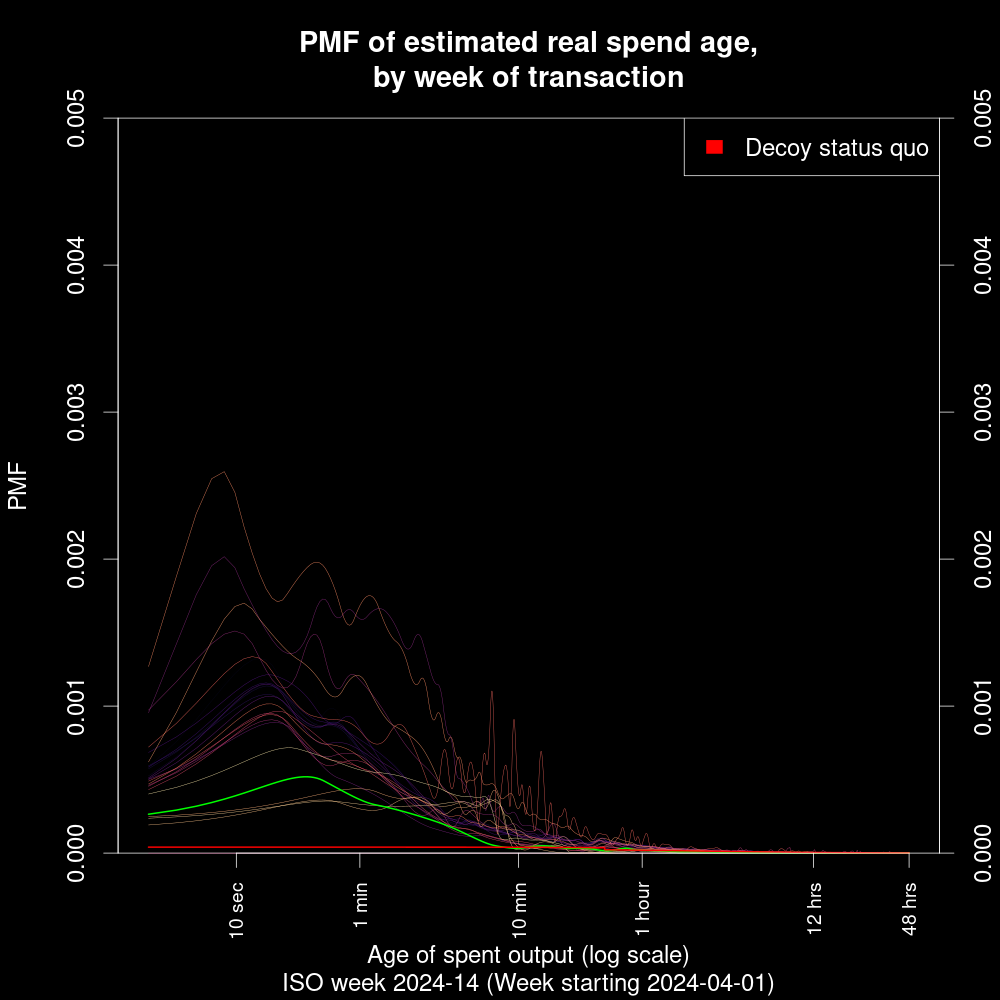 PMF of estimated real spend age,
by week of transaction
Decoy status quo
PMF
0.005
0.004
0.003
0.002
0.001
0.000
0.005
0.004
0.003
0.002
0.001
0.000
10 sec
1 min
10 min
1 hour
12 hrs
48 hrs
Age of spent output (log scale)
ISO week 2024-14 (Week starting 2024-04-01)